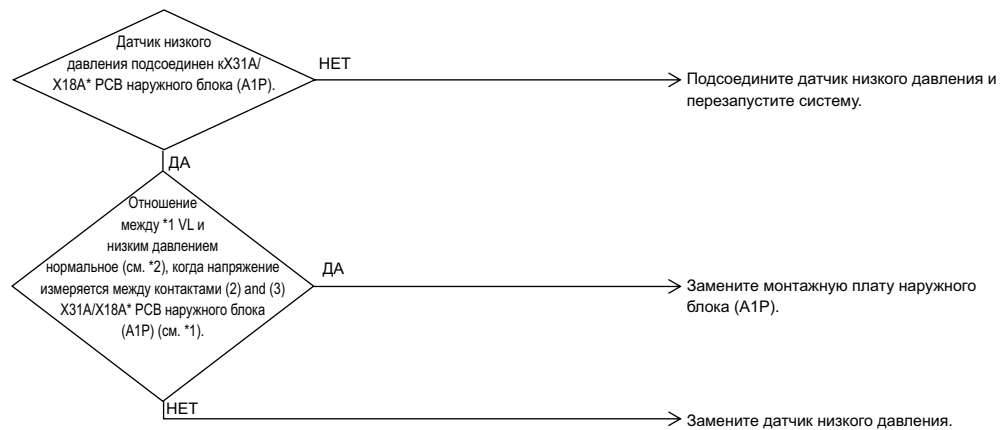 Датчик низкого
давления подсоединен кX31A/
X18A* PCB наружного блока (A1P).
НЕТ
Подсоедините датчик низкого давления и
перезапустите систему.
ДА
Отношение
между *1 VL и
низким давлением
нормальное (см. *2), когда напряжение
измеряется между контактами (2) and (3)
X31A/X18A* PCB наружного блока
(A1P) (см. *1).
ДА
Замените монтажную плату наружного
блока (A1P).
НЕТ
Замените датчик низкого давления.